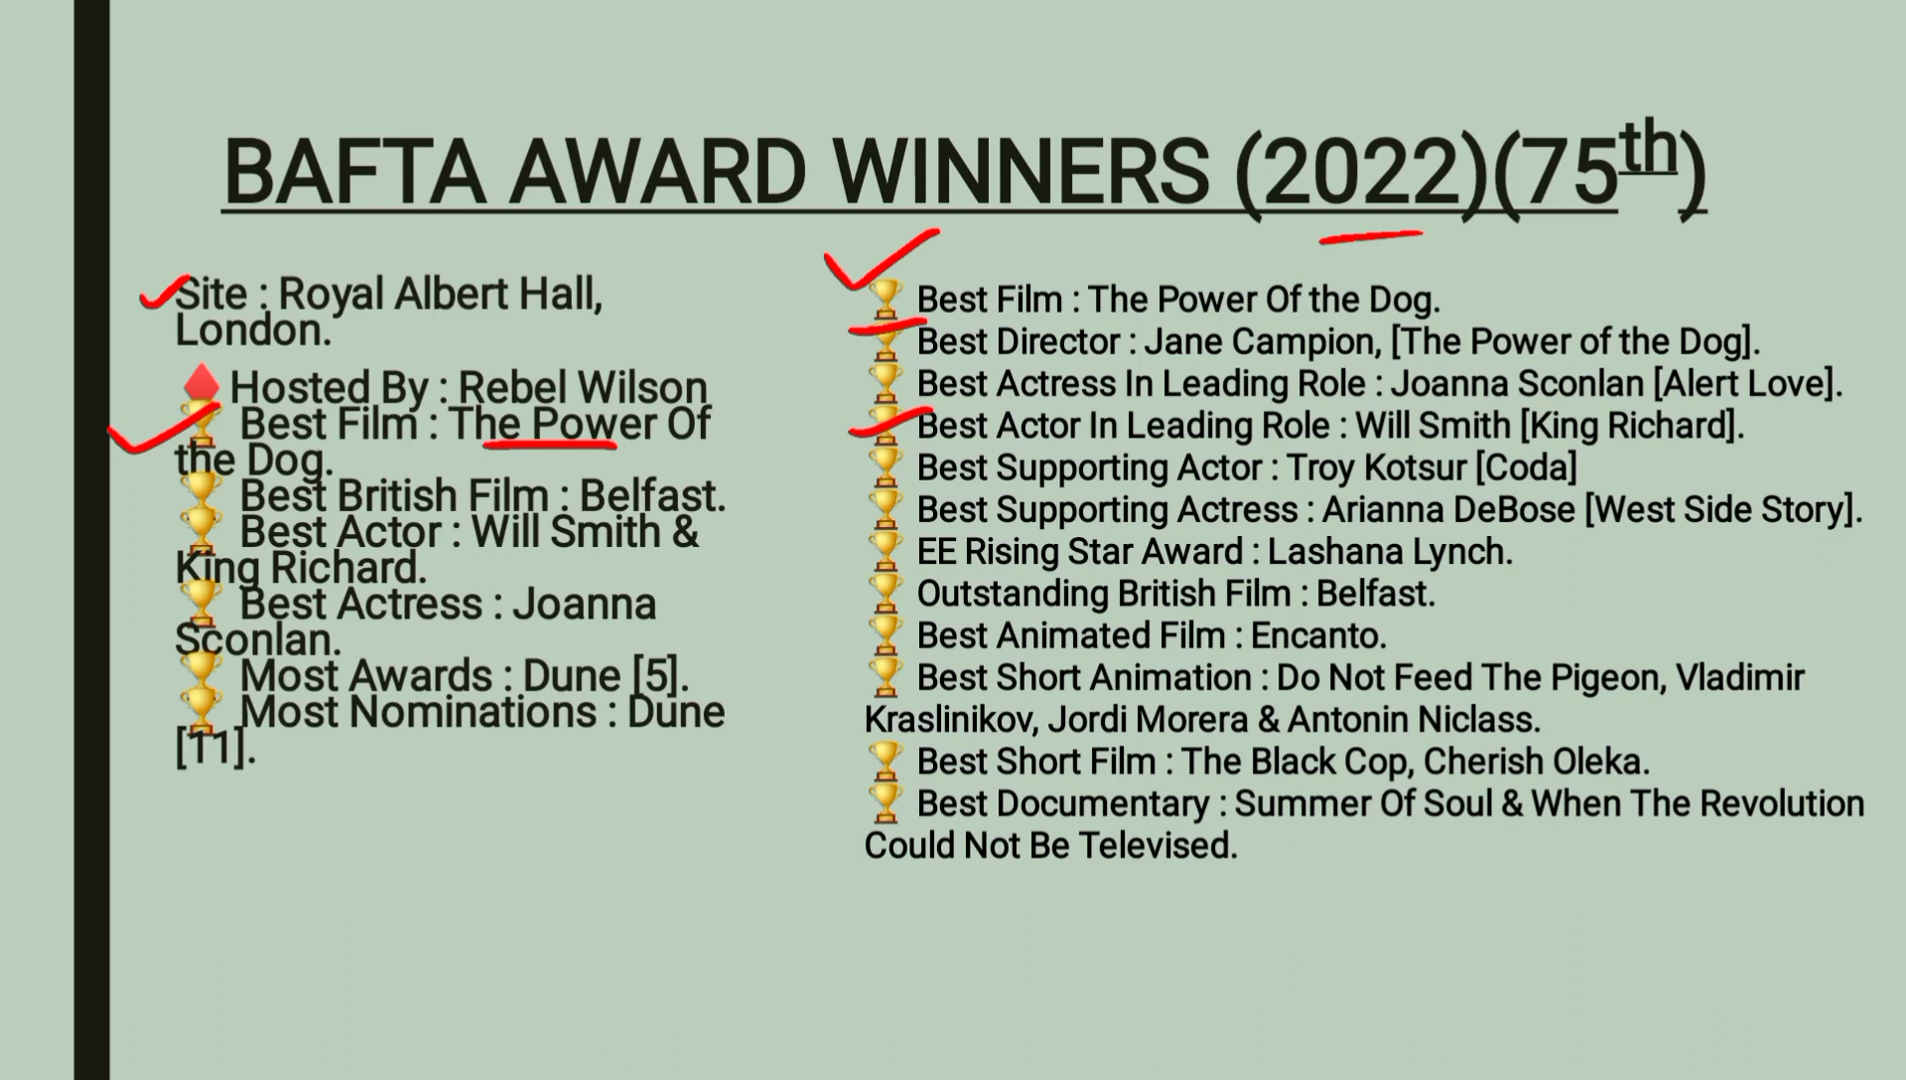 BAFTA AWARD WINNERS (2022)(75th)
Site : Royal Albert Hall,
London.
Hosted By : Rebel Wilson
Best Film : The Power Of
the Dog.
Best British Film : Belfast.
Best Actor : Will Smith &
King Richard.
Best Actress : Joanna
Sconlan.
Most Awards : Dune [5].
Most Nominations : Dune
[11].
Best Film : The Power Of the Dog.
Best Director : Jane Campion, [The Power of the Dog].
Best Actress In Leading Role : Joanna Sconlan [Alert Love].
Best Actor In Leading Role : Will Smith [King Richard].
Best Supporting Actor : Troy Kotsur [Coda]
Best Supporting Actress : Arianna DeBose [West Side Story].
EE Rising Star Award : Lashana Lynch.
Outstanding British Film : Belfast.
Best Animated Film : Encanto.
Best Short Animation : Do Not Feed The Pigeon, Vladimir
Kraslinikov, Jordi Morera & Antonin Niclass.
Best Short Film : The Black Cop, Cherish Oleka.
Best Documentary : Summer Of Soul & When The Revolution
Could Not Be Televised.